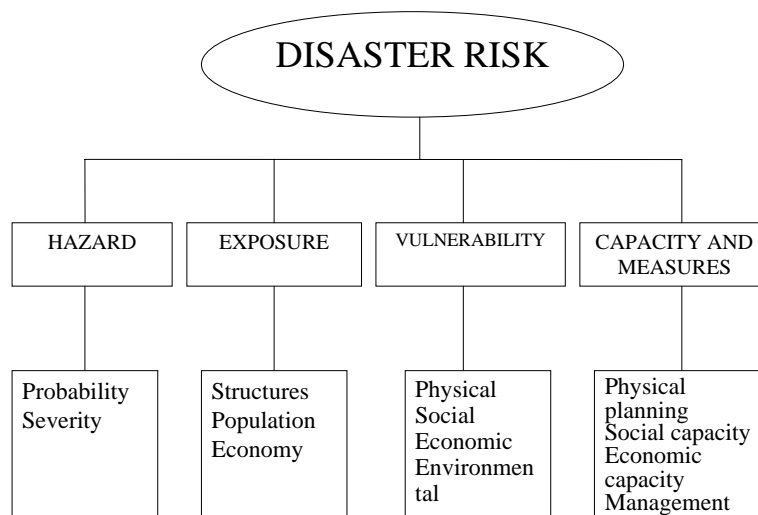 DISASTER RISK
HAZARD
EXPOSURE
VULNERABILITY
CAPACITY AND
MEASURES
Probability
Severity
Structures
Population
Economy
Physical
Social
Economic
Environmen
tal
Physical
planning
Social capacity
Economic
capacity
Management